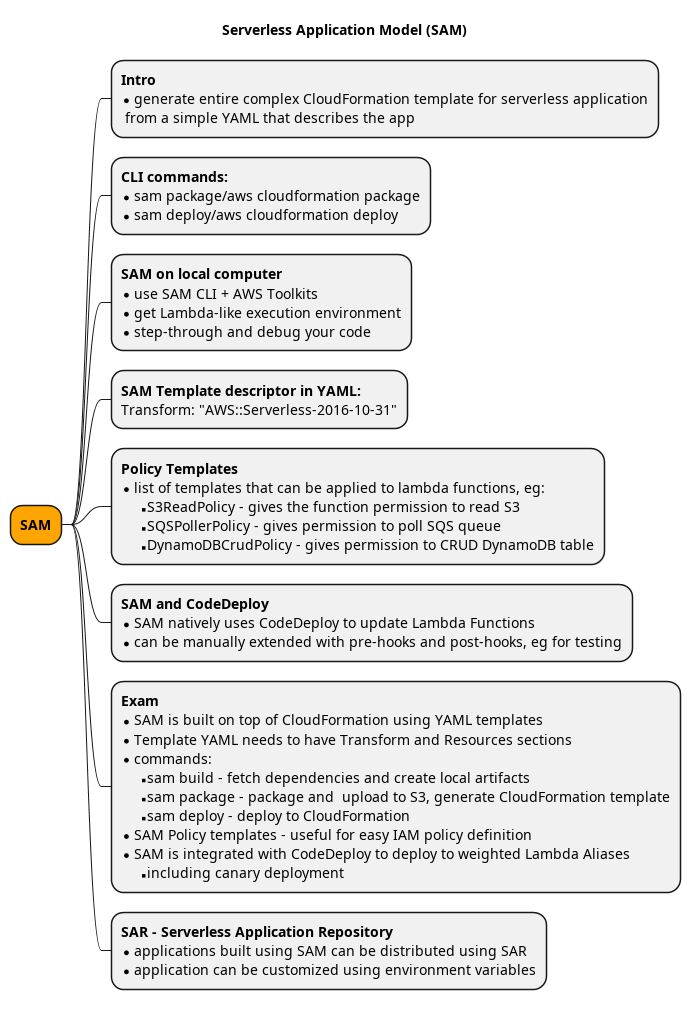 Serverless Application Model (SAM)
SAM
Intro
• generate entire complex CloudFormation template for serverless application
from a simple YAML that describes the app
CLI commands:
• sam package/aws cloudformation package
• sam deploy/aws cloudformation deploy
SAM on local computer
• use SAM CLI + AWS Toolkits
• get Lambda-like execution environment
• step-through and debug your code
SAM Template descriptor in YAML:
Transform: "AWS::Serverless-2016-10-31"
Policy Templates
• list of templates that can be applied to lambda functions, eg:
▪S3ReadPolicy - gives the function permission to read S3
▪SQSPollerPolicy - gives permission to poll SQS queue
▪DynamoDBCrudPolicy - gives permission to CRUD DynamoDB table
SAM and CodeDeploy
• SAM natively uses CodeDeploy to update Lambda Functions
• can be manually extended with pre-hooks and post-hooks, eg for testing
Exam
• SAM is built on top of CloudFormation using YAML templates
• Template YAML needs to have Transform and Resources sections
• commands:
▪sam build - fetch dependencies and create local artifacts
▪sam package - package and  upload to S3, generate CloudFormation template
▪sam deploy - deploy to CloudFormation
• SAM Policy templates - useful for easy IAM policy definition
• SAM is integrated with CodeDeploy to deploy to weighted Lambda Aliases
▪including canary deployment
SAR - Serverless Application Repository
• applications built using SAM can be distributed using SAR
• application can be customized using environment variables